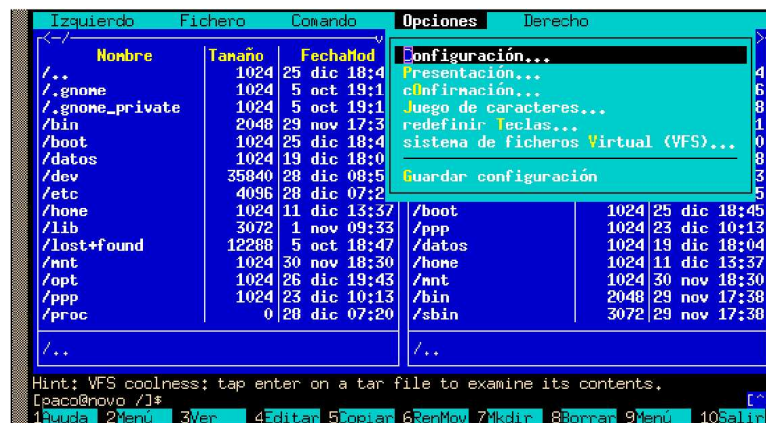 Izquierdo Fichero Comando Opciones Derecho
<-/ v >
Nombre Tamaño FechaMod Configuración...
/.. 1024 25 dic 18:4 Presentación... 4
/.gnome 1024 5 oct 19:1 cOnfirmación... 6
/.gnome_private 1024 5 oct 19:1 Juego de caracteres... 8
/bin 2048 29 nov 17:3 redefinir Teclas... 1
/boot 1024 25 dic 18:4 sistema de ficheros Virtual (VFS)... 0
/datos 1024 19 dic 18:0 8
/dev 35840 28 dic 08:5 Guardar configuración 3
/etc 4096 28 dic 07:2 5
/home 1024 11 dic 13:37 /boot 1024 25 dic 18:45
/lib 3072 1 nov 09:33 /ppp 1024 23 dic 10:13
/lost+found 12288 5 oct 18:47 /datos 1024 19 dic 18:04
/mnt 1024 30 nov 18:30 /home 1024 11 dic 13:37
/opt 1024 26 dic 19:43 /mnt 1024 30 nov 18:30
/ppp 1024 23 dic 10:13 /bin 2048 29 nov 17:38
/proc 0 28 dic 07:20 /sbin 3072 29 nov 17:38
/.. /..
Hint: VFS coolness: tap enter on a tar file to examine its contents.
[paco@novo /]$ [^
1Ayuda 2Menú 3Ver 4Editar 5Copiar 6RenMov 7Mkdir 8Borrar 9Menú 10Salir